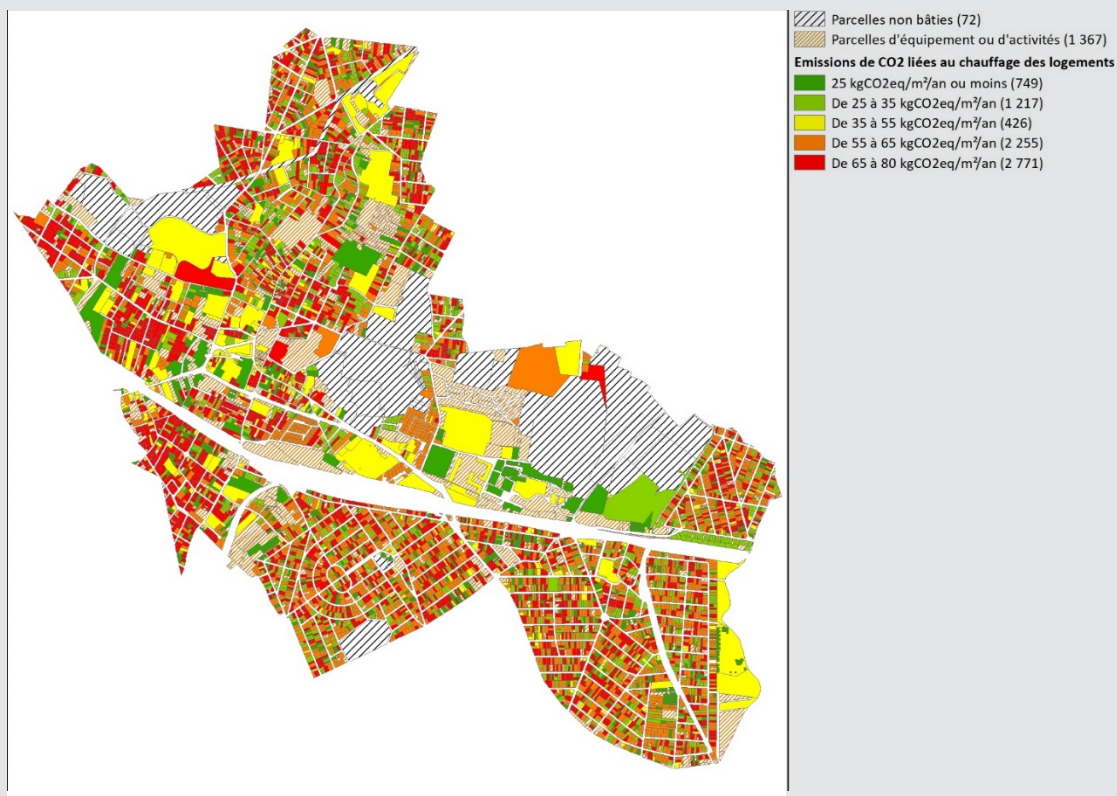 Parcelles non bâties (72)
Parcelles d'équipement ou d'activités (1 367)
Emissions de CO2 liées au chauffage des logements
25 kgCO2eq/m²/an ou moins (749)
De 25 à 35 kgCO2eq/m²/an (1 217)
De 35 à 55 kgCO2eq/m²/an (426)
De 55 à 65 kgCO2eq/m²/an (2 255)
De 65 à 80 kgCO2eq/m²/an (2 771)